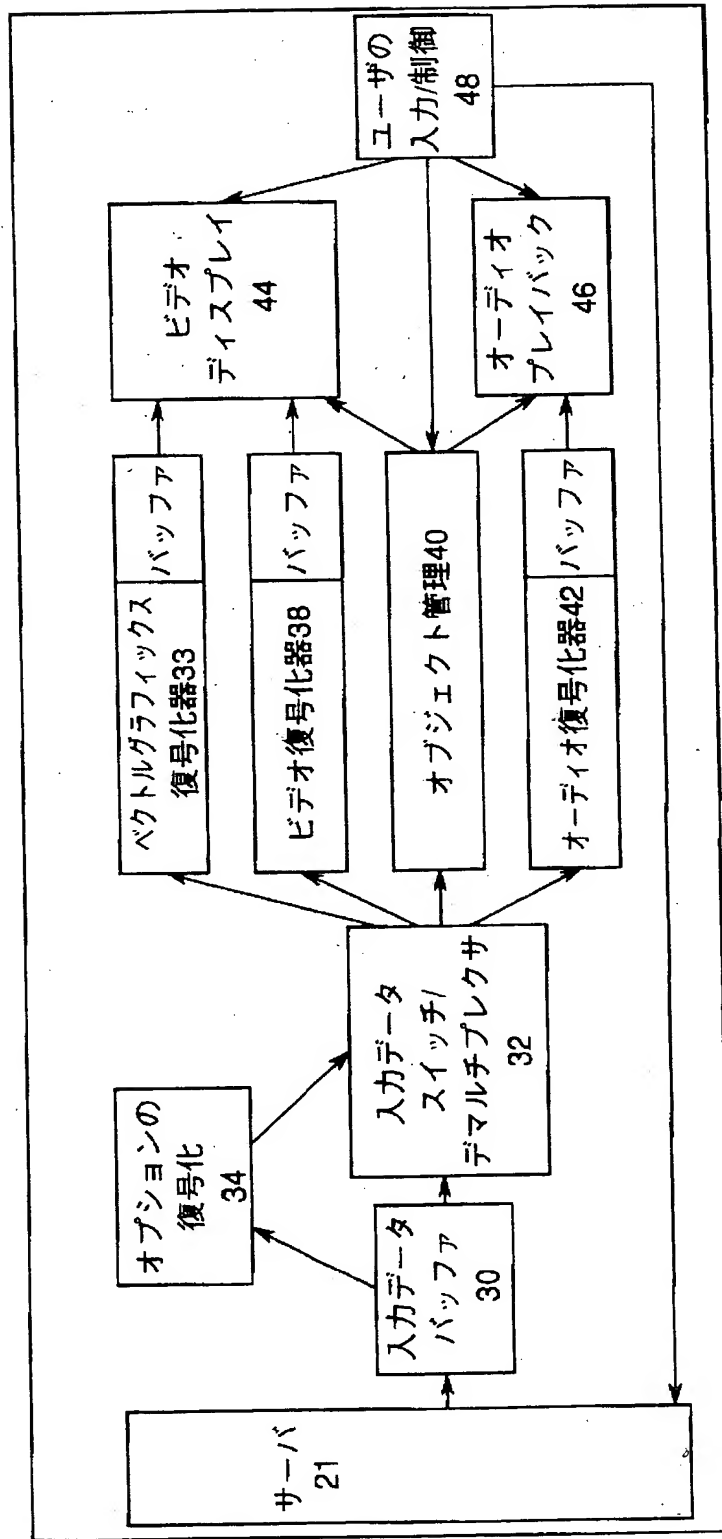 サーバ
21
入力データ
バッファ
30
オプションの
復号化
34
入力データ
スイッチ/
デマルチプレクサ
32
ベクトルグラフィックス
復号化器33
バッファ
ビデオ復号化器38
バッファ
オブジェクト管理40
オーディオ復号化器42
バッファ
ビデオ
ディスプレイ
44
オーディオ
プレイバック
46
ユーザの
入力/制御
48